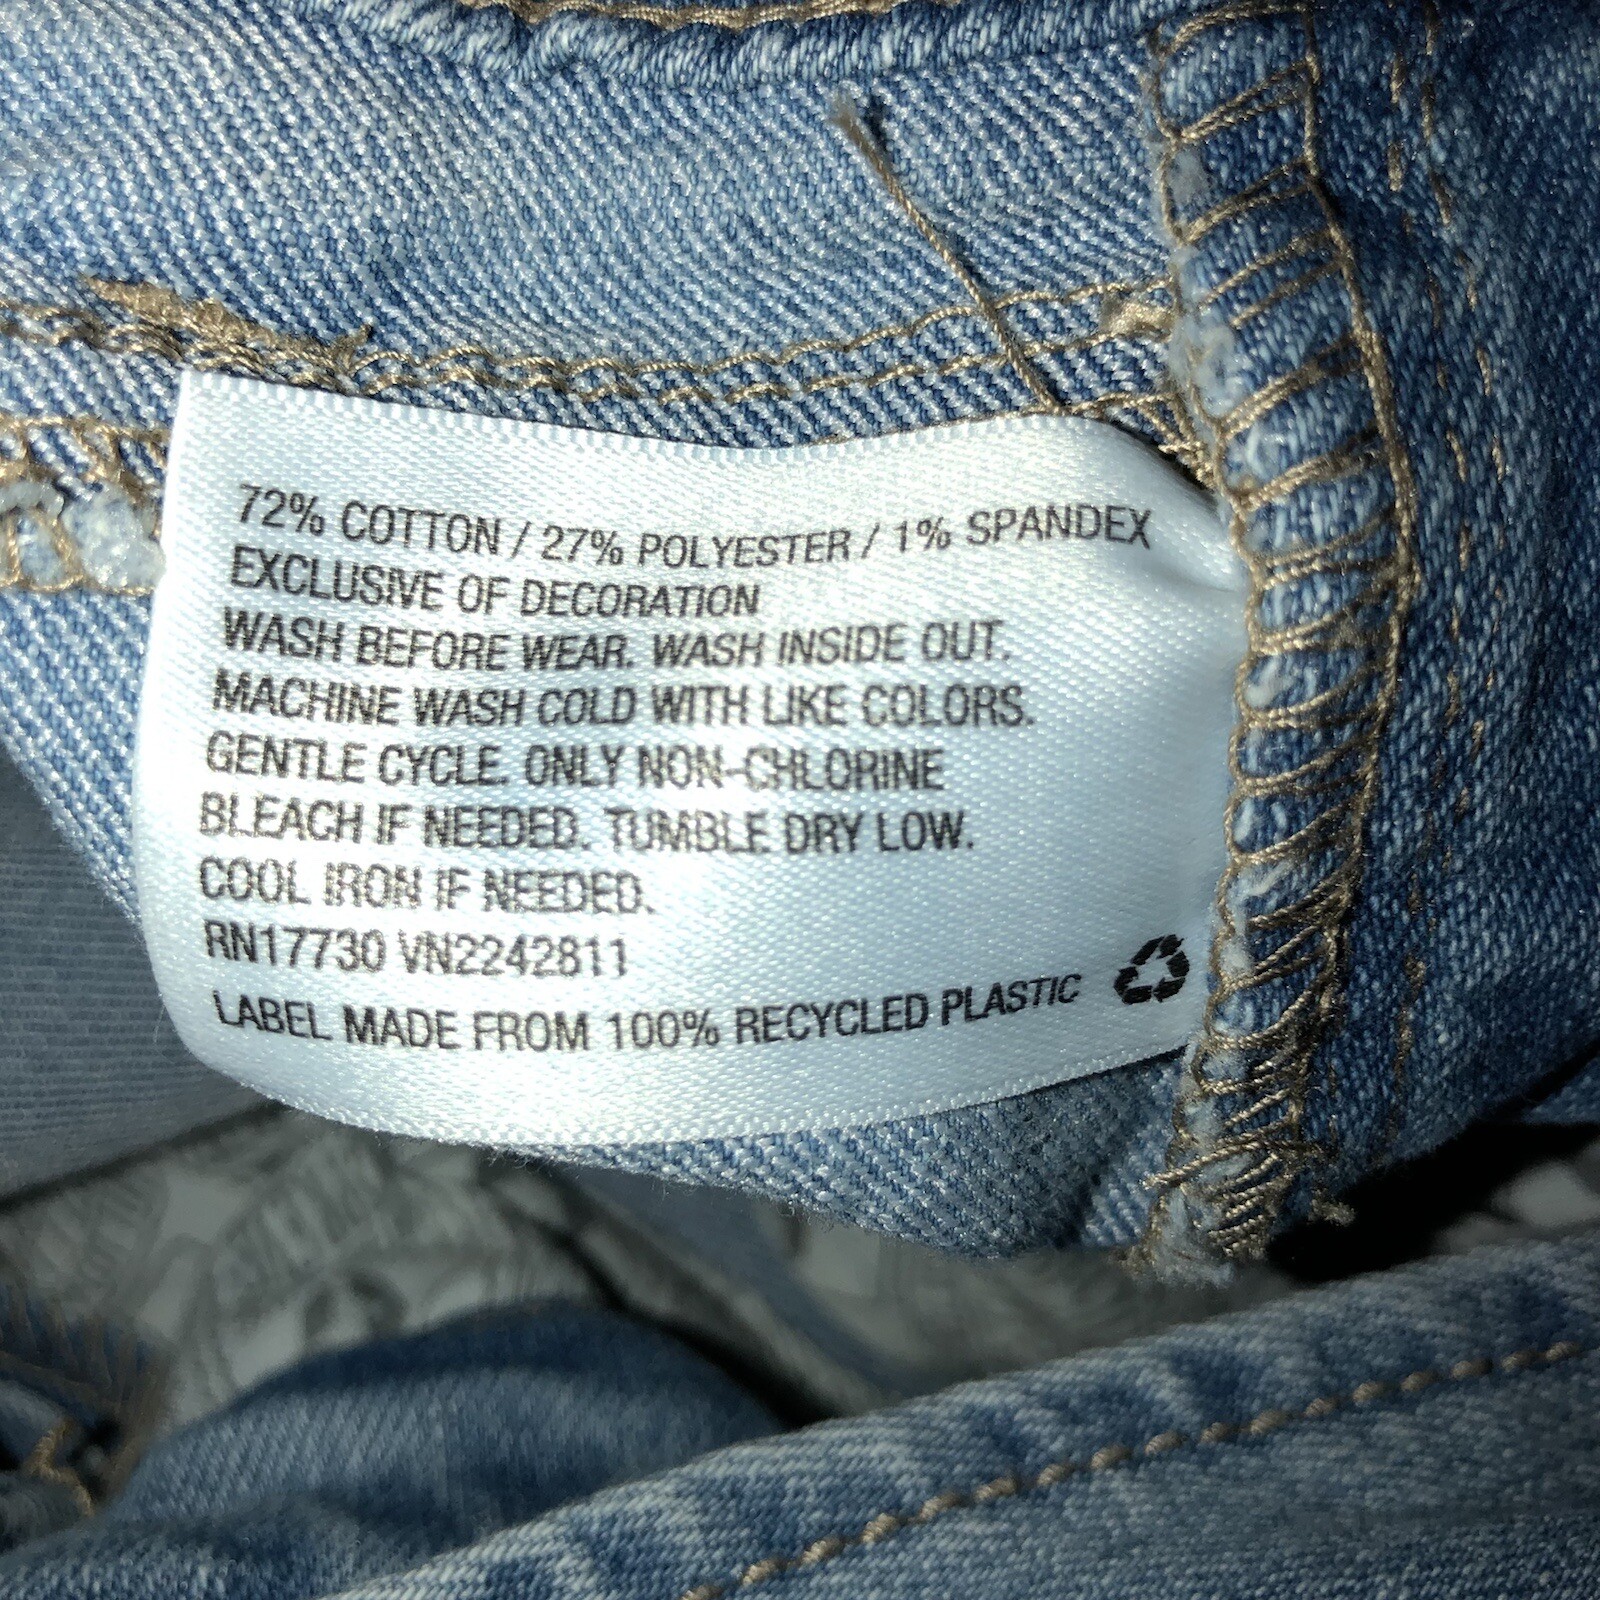 72% COTTON / 27% POLYESTER / 1% SPANDEX
EXCLUSIVE OF DECORATION
WASH BEFORE WEAR. WASH INSIDE OUT.
MACHINE WASH COLD WITH LIKE COLORS.
GENTLE CYCLE. ONLY NON-CHLORINE
BLEACH IF NEEDED. TUMBLE DRY LOW.
COOL IRON IF NEEDED.
RN17730 VN2242811
LABEL MADE FROM 100% RECYCLED PLASTIC